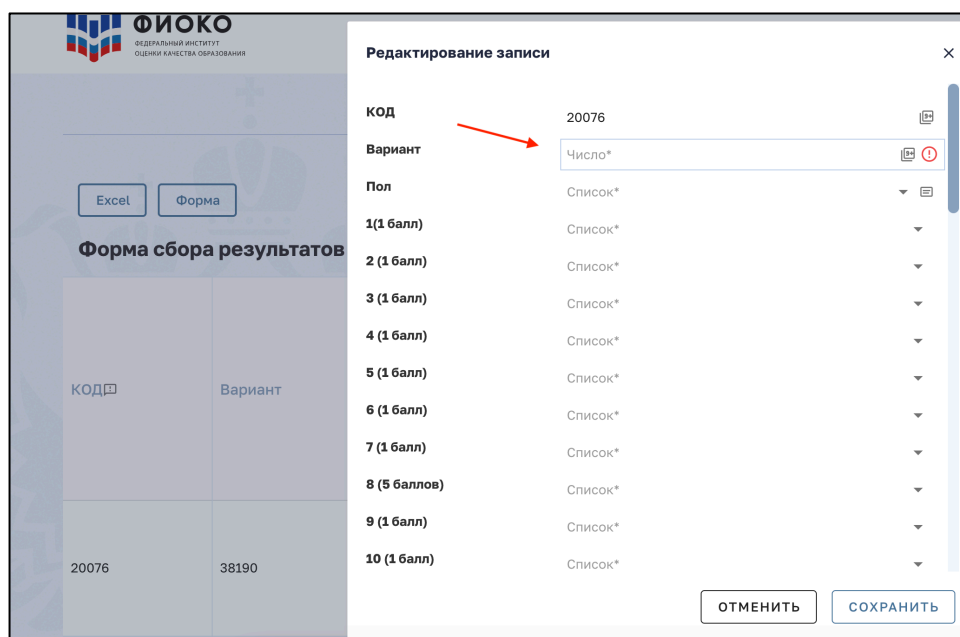 ФИОКО
ФЕДЕРАЛЬНЫЙ ИНСТИТУТ
ОЦЕНКИ КАЧЕСТВА ОБРАЗОВАНИЯ
Excel Форма
Форма сбора результатов
КОД Вариант
20076 38190
Редактирование записи
КОД 20076
Вариант Число*
Пол Список*
1(1 балл) Список*
2 (1 балл) Список*
3 (1 балл) Список*
4 (1 балл) Список*
5 (1 балл) Список*
6 (1 балл) Список*
7 (1 балл) Список*
8 (5 баллов) Список*
9 (1 балл) Список*
10 (1 балл) Список*
ОТМЕНИТЬ СОХРАНИТЬ